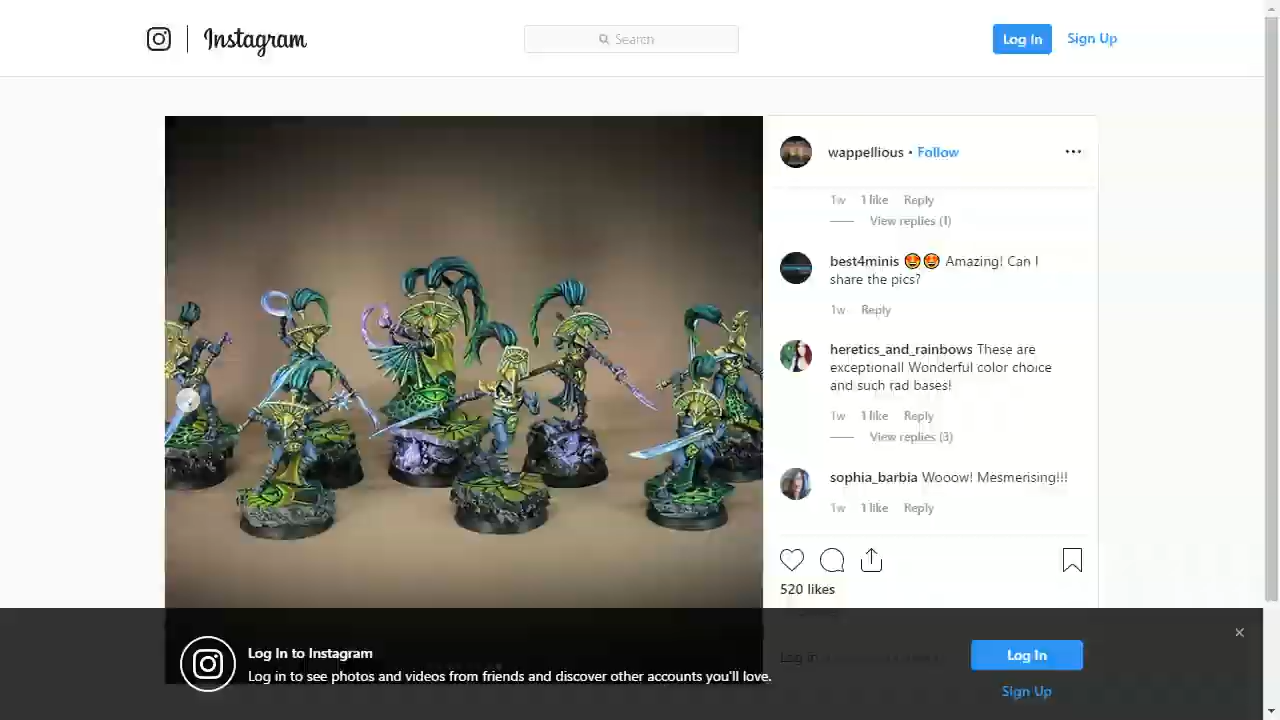 Instagram
Search
Log In
Sign Up
wappellious • Follow
1w 1 like Reply
View replies (1)
best4minis 🤩🤩 Amazing! Can I
share the pics?
1w Reply
heretics_and_rainbows These are
exceptional! Wonderful color choice
and such rad bases!
1w 1 like Reply
View replies (3)
sophia_barbia Wooow! Mesmerising!!!
1w 1 like Reply
520 likes
Log in
Log In to Instagram
Log in to see photos and videos from friends and discover other accounts you'll love.
Log In
Sign Up